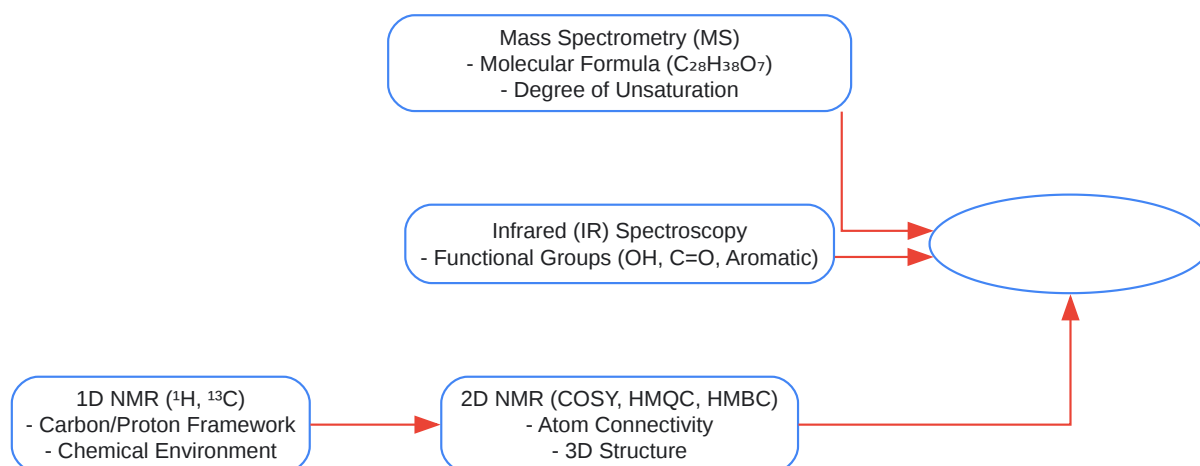 Mass Spectrometry (MS)
- Molecular Formula (C₂₈H₃₈O₇)
- Degree of Unsaturation
Infrared (IR) Spectroscopy
- Functional Groups (OH, C=O, Aromatic)
1D NMR (¹H, ¹³C)
- Carbon/Proton Framework
- Chemical Environment
2D NMR (COSY, HMQC, HMBC)
- Atom Connectivity
- 3D Structure